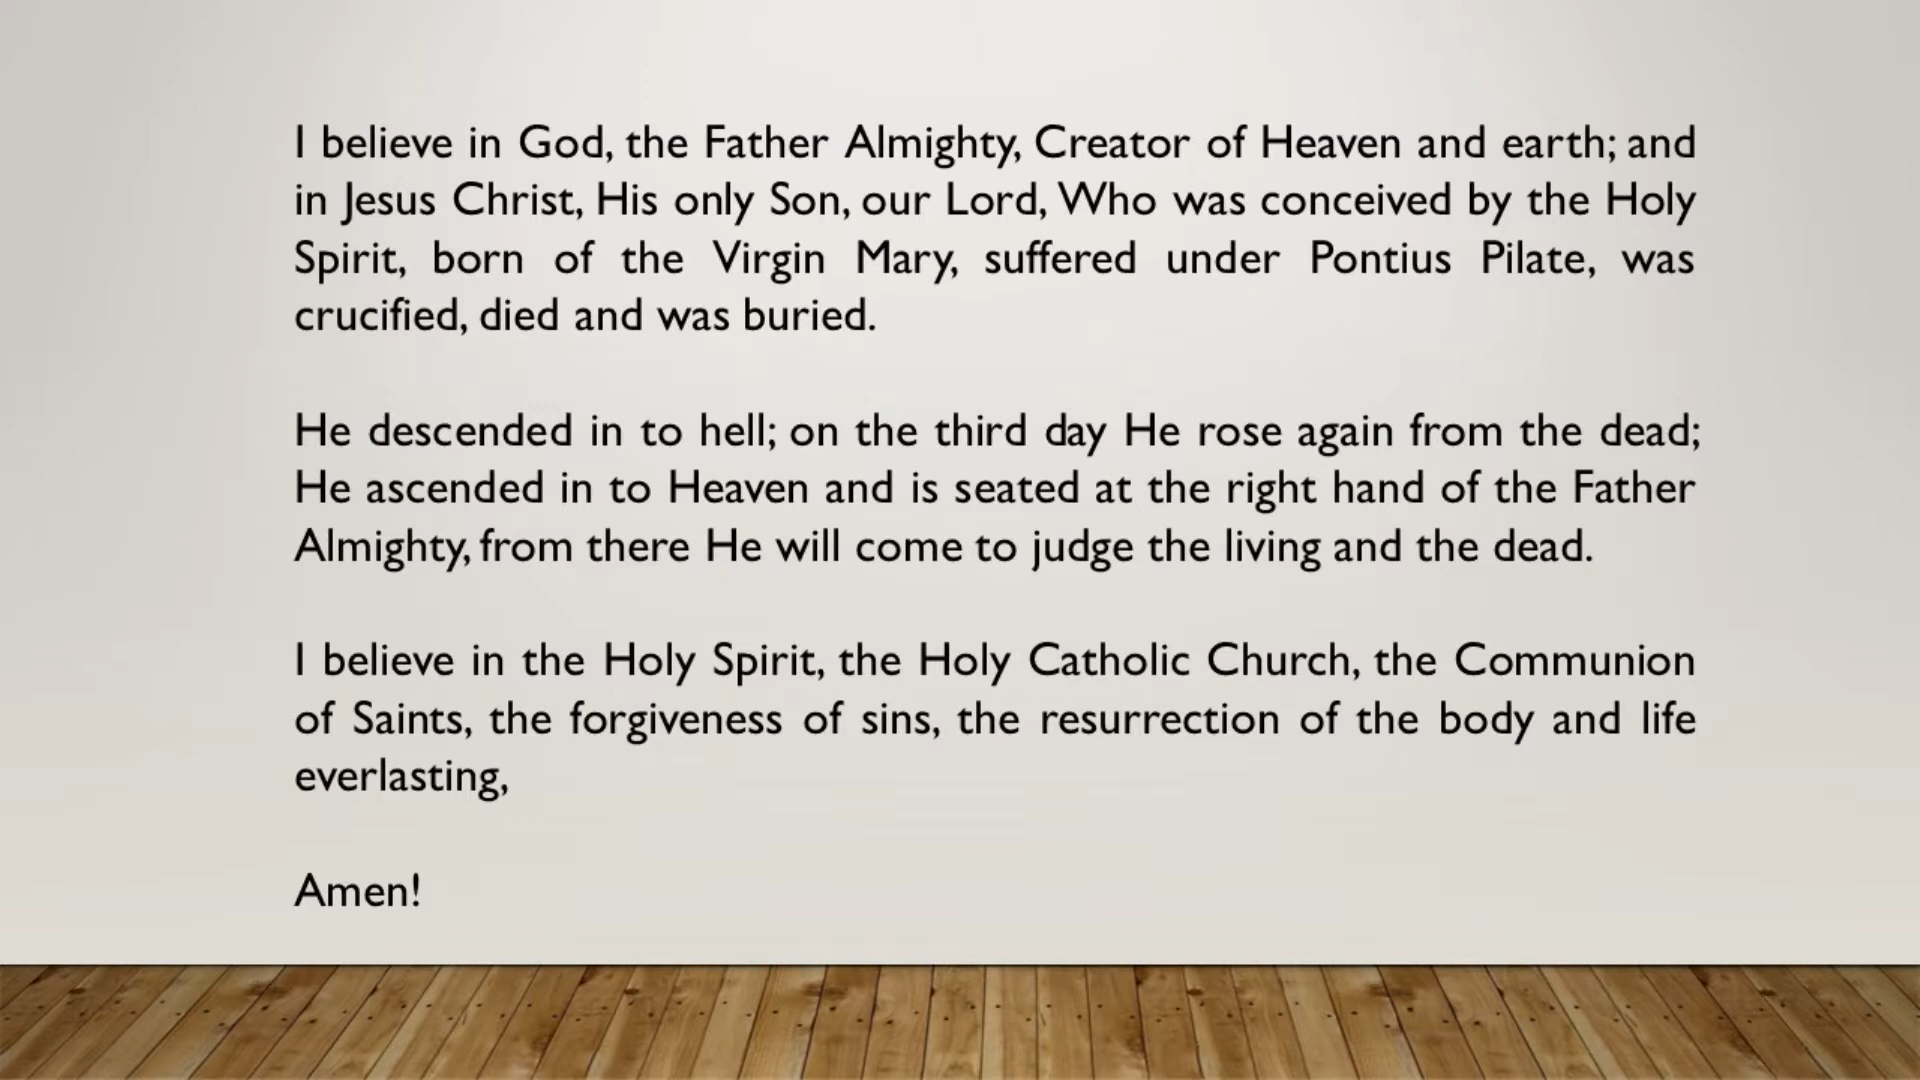 I believe in God, the Father Almighty, Creator of Heaven and earth; and
in Jesus Christ, His only Son, our Lord, Who was conceived by the Holy
Spirit, born of the Virgin Mary, suffered under Pontius Pilate, was
crucified, died and was buried.
He descended in to hell; on the third day He rose again from the dead;
He ascended in to Heaven and is seated at the right hand of the Father
Almighty, from there He will come to judge the living and the dead.
I believe in the Holy Spirit, the Holy Catholic Church, the Communion
of Saints, the forgiveness of sins, the resurrection of the body and life
everlasting,
Amen!